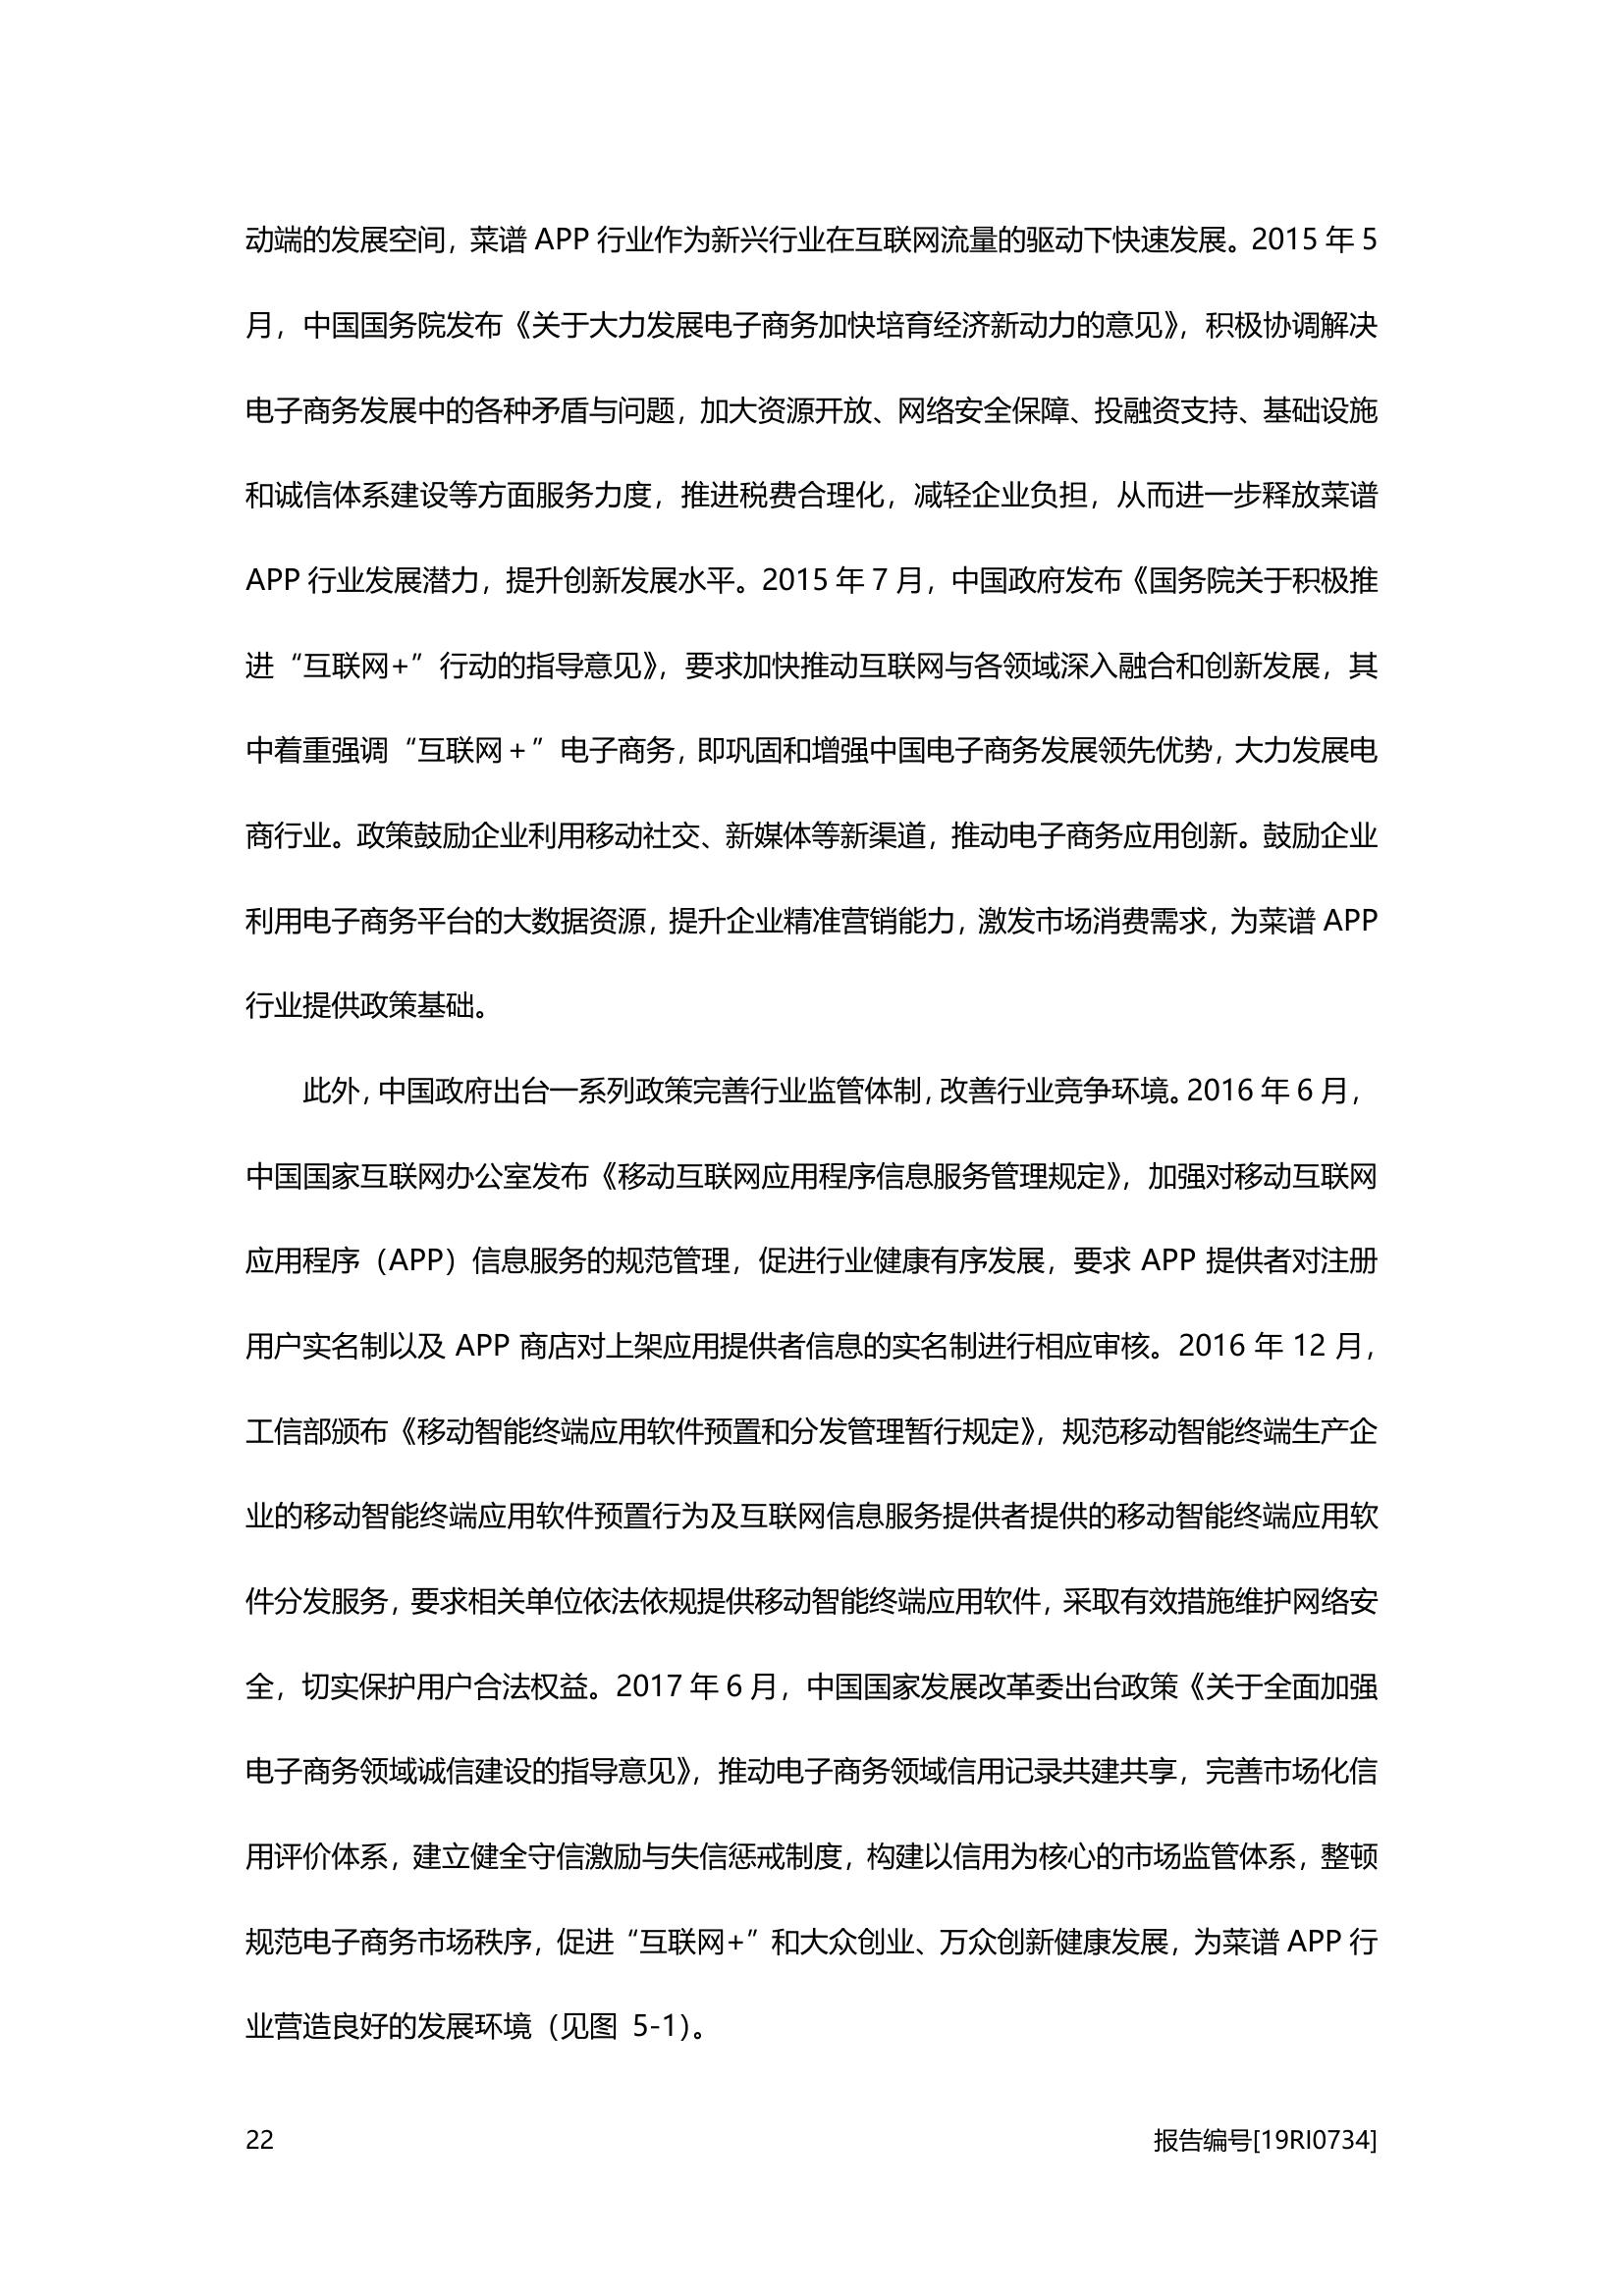 动端的发展空间，菜谱 APP 行业作为新兴行业在互联网流量的驱动下快速发展。2015 年 5
月，中国国务院发布《关于大力发展电子商务加快培育经济新动力的意见》，积极协调解决
电子商务发展中的各种矛盾与问题，加大资源开放、网络安全保障、投融资支持、基础设施
和诚信体系建设等方面服务力度，推进税费合理化，减轻企业负担，从而进一步释放菜谱
APP 行业发展潜力，提升创新发展水平。2015 年 7 月，中国政府发布《国务院关于积极推
进“互联网+”行动的指导意见》，要求加快推动互联网与各领域深入融合和创新发展，其
中着重强调“互联网＋”电子商务，即巩固和增强中国电子商务发展领先优势，大力发展电
商行业。政策鼓励企业利用移动社交、新媒体等新渠道，推动电子商务应用创新。鼓励企业
利用电子商务平台的大数据资源，提升企业精准营销能力，激发市场消费需求，为菜谱 APP
行业提供政策基础。
此外，中国政府出台一系列政策完善行业监管体制，改善行业竞争环境。2016 年 6 月，
中国国家互联网办公室发布《移动互联网应用程序信息服务管理规定》，加强对移动互联网
应用程序（APP）信息服务的规范管理，促进行业健康有序发展，要求 APP 提供者对注册
用户实名制以及 APP 商店对上架应用提供者信息的实名制进行相应审核。2016 年 12 月，
工信部颁布《移动智能终端应用软件预置和分发管理暂行规定》，规范移动智能终端生产企
业的移动智能终端应用软件预置行为及互联网信息服务提供者提供的移动智能终端应用软
件分发服务，要求相关单位依法依规提供移动智能终端应用软件，采取有效措施维护网络安
全，切实保护用户合法权益。2017 年 6 月，中国国家发展改革委出台政策《关于全面加强
电子商务领域诚信建设的指导意见》，推动电子商务领域信用记录共建共享，完善市场化信
用评价体系，建立健全守信激励与失信惩戒制度，构建以信用为核心的市场监管体系，整顿
规范电子商务市场秩序，促进“互联网+”和大众创业、万众创新健康发展，为菜谱 APP 行
业营造良好的发展环境（见图 5-1）。
22 报告编号[19RI0734]